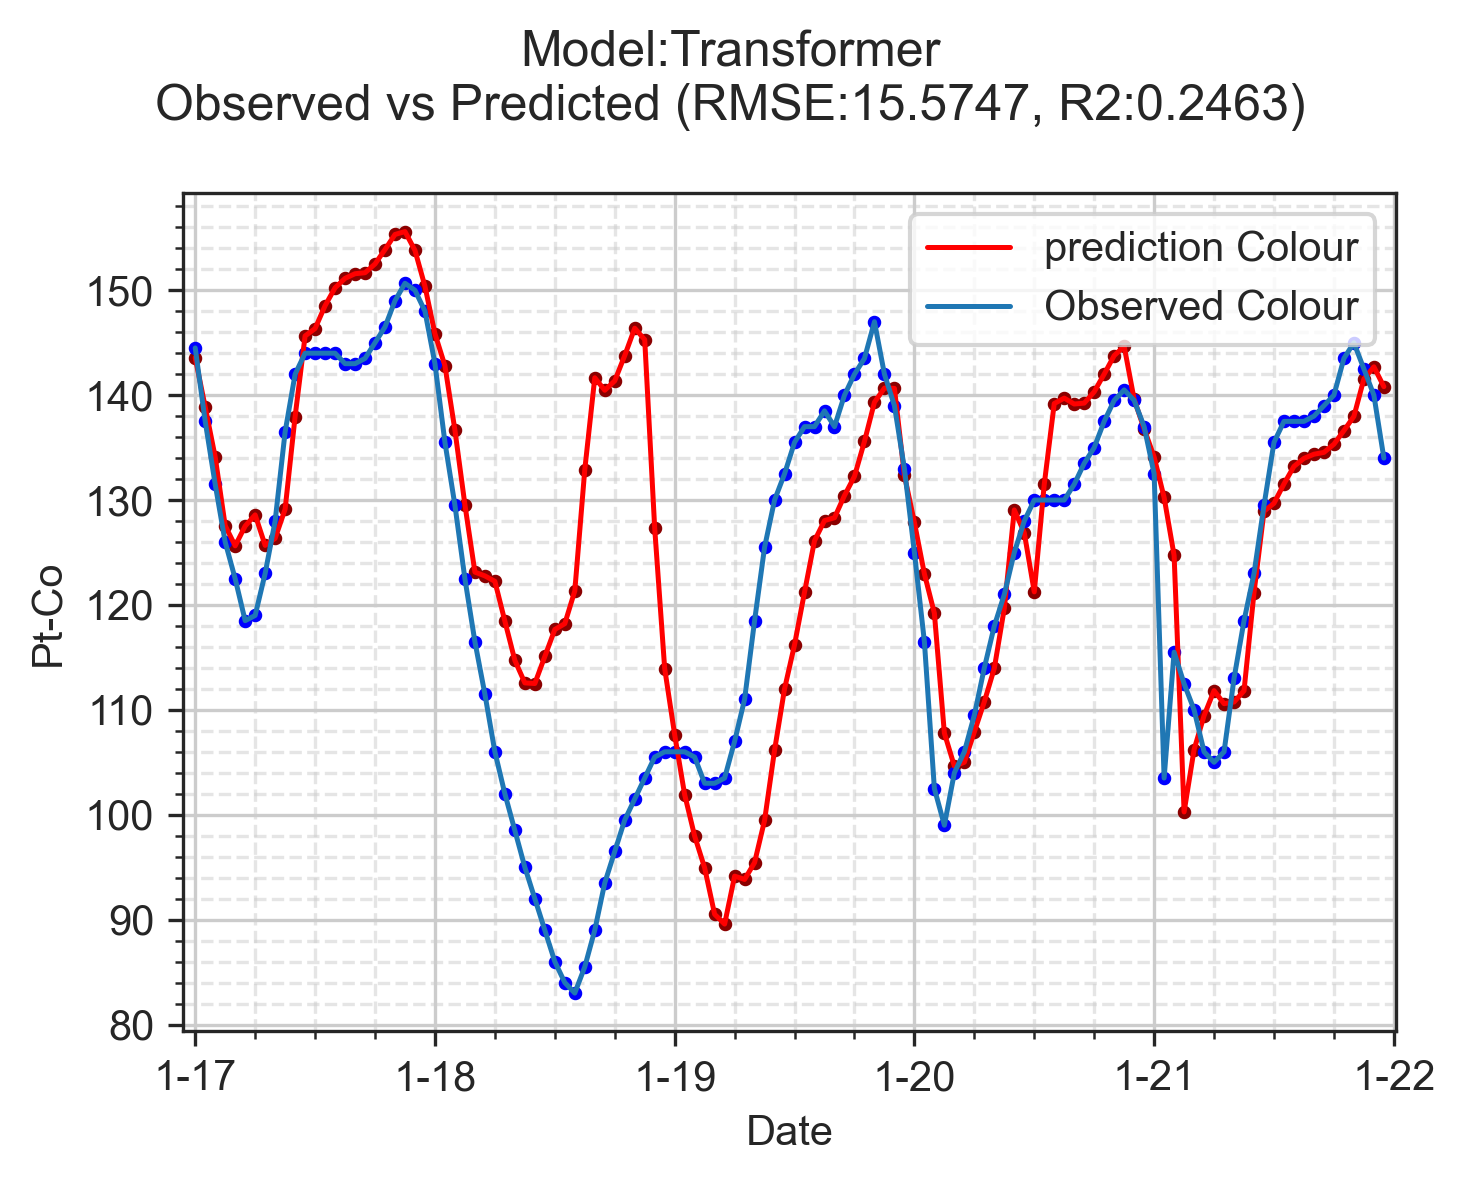 Model:Transformer
Observed vs Predicted (RMSE:15.5747, R2:0.2463)
prediction Colour
Observed Colour
150
140
130
120
110
100
90
80
Pt-Co
1-17 1-18 1-19 1-20 1-21 1-22
Date